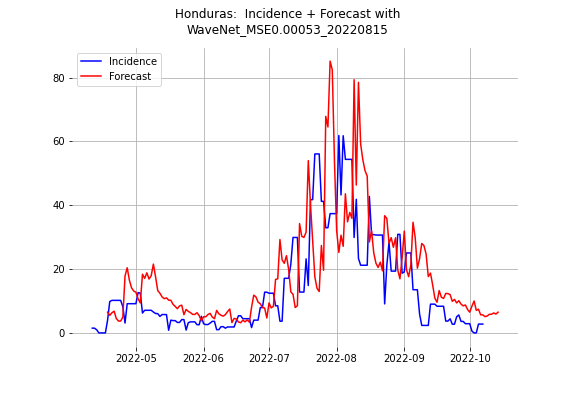 Honduras:  Incidence + Forecast with
WaveNet_MSE0.00053_20220815
Incidence
Forecast
80
60
40
20
0
2022-05 2022-06 2022-07 2022-08 2022-09 2022-10